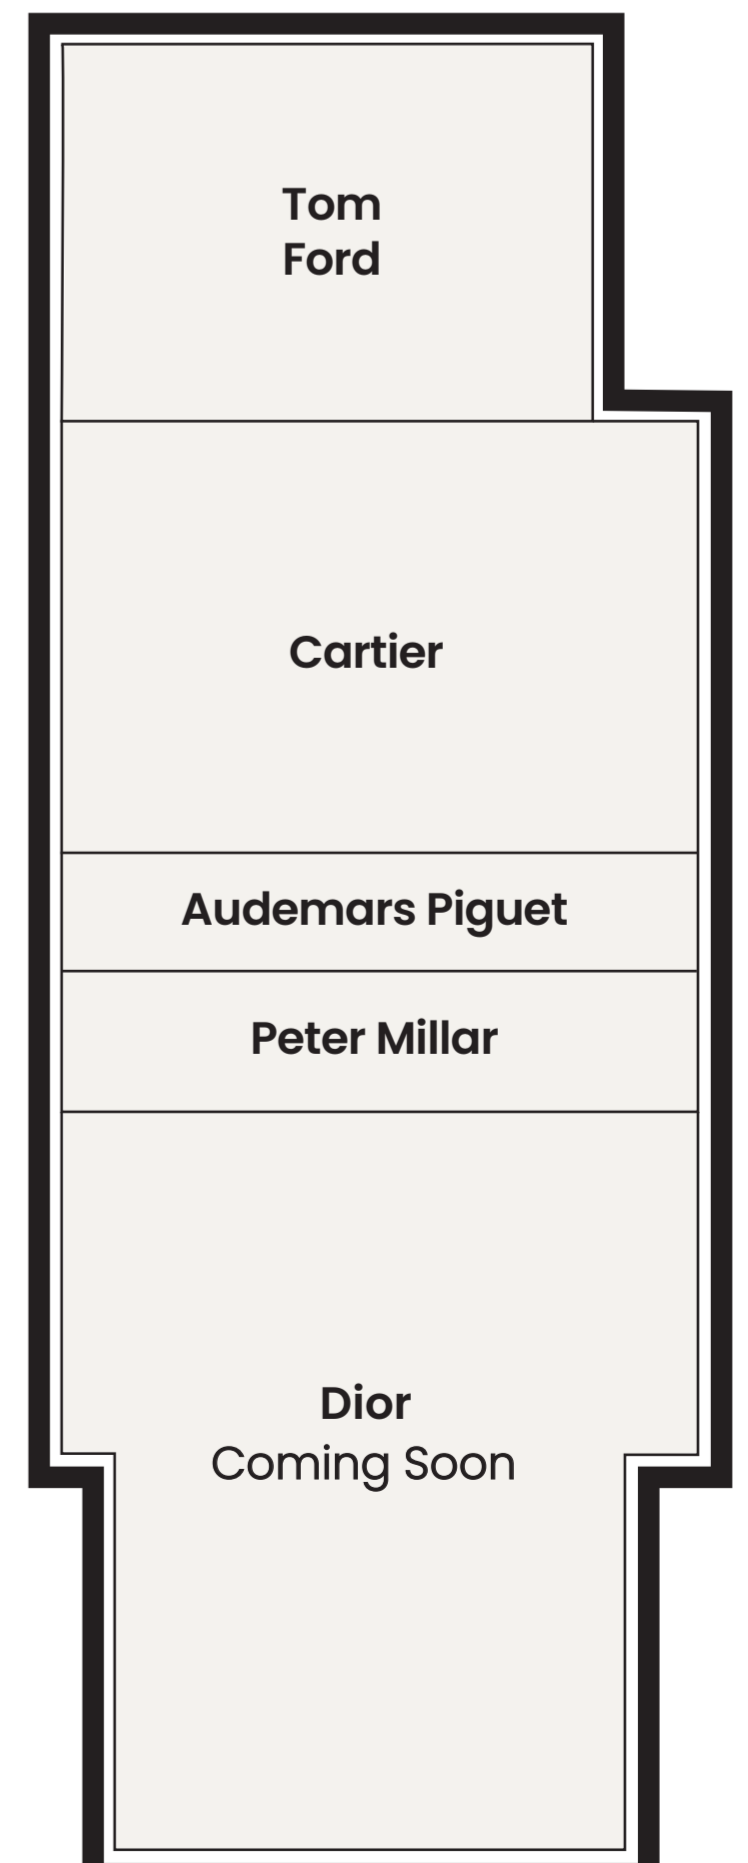 Tom
Ford
Cartier
Audemars Piguet
Peter Millar
Dior
Coming Soon